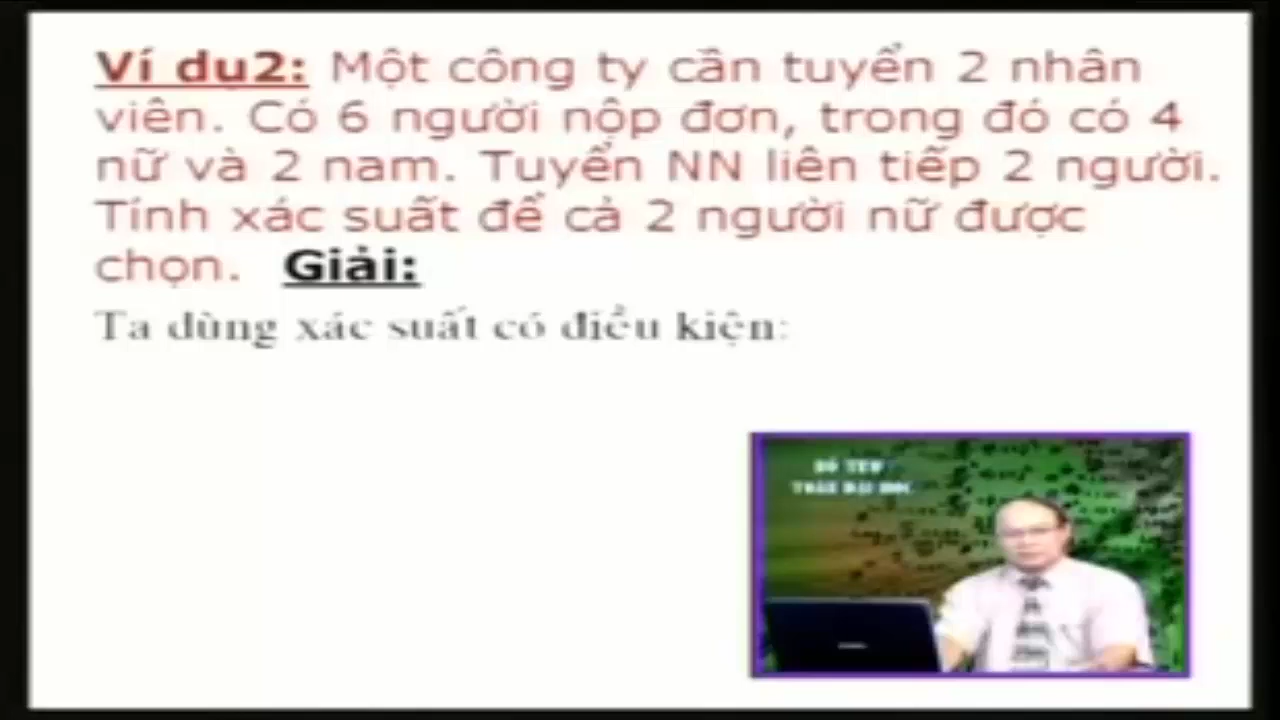 Ví dụ2: Một công ty cần tuyển 2 nhân
viên. Có 6 người nộp đơn, trong đó có 4
nữ và 2 nam. Tuyển NN liên tiếp 2 người.
Tính xác suất để cả 2 người nữ được
chọn. Giải:
Ta dùng xác suất có điều kiện: